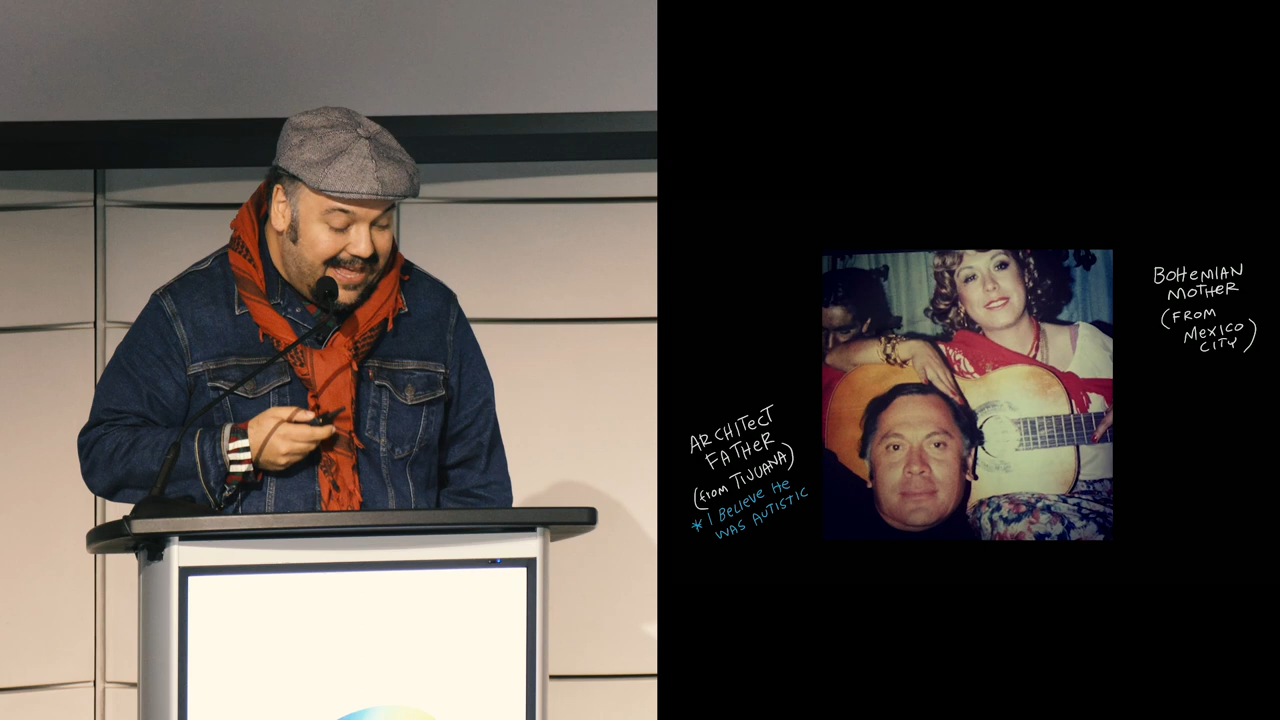 ARCHITECT
FATHER
(from TIJUANA)
* I BELIEVE HE
WAS AUTISTIC
BOHEMIAN
MOTHER
(FROM
MEXICO
CITY)